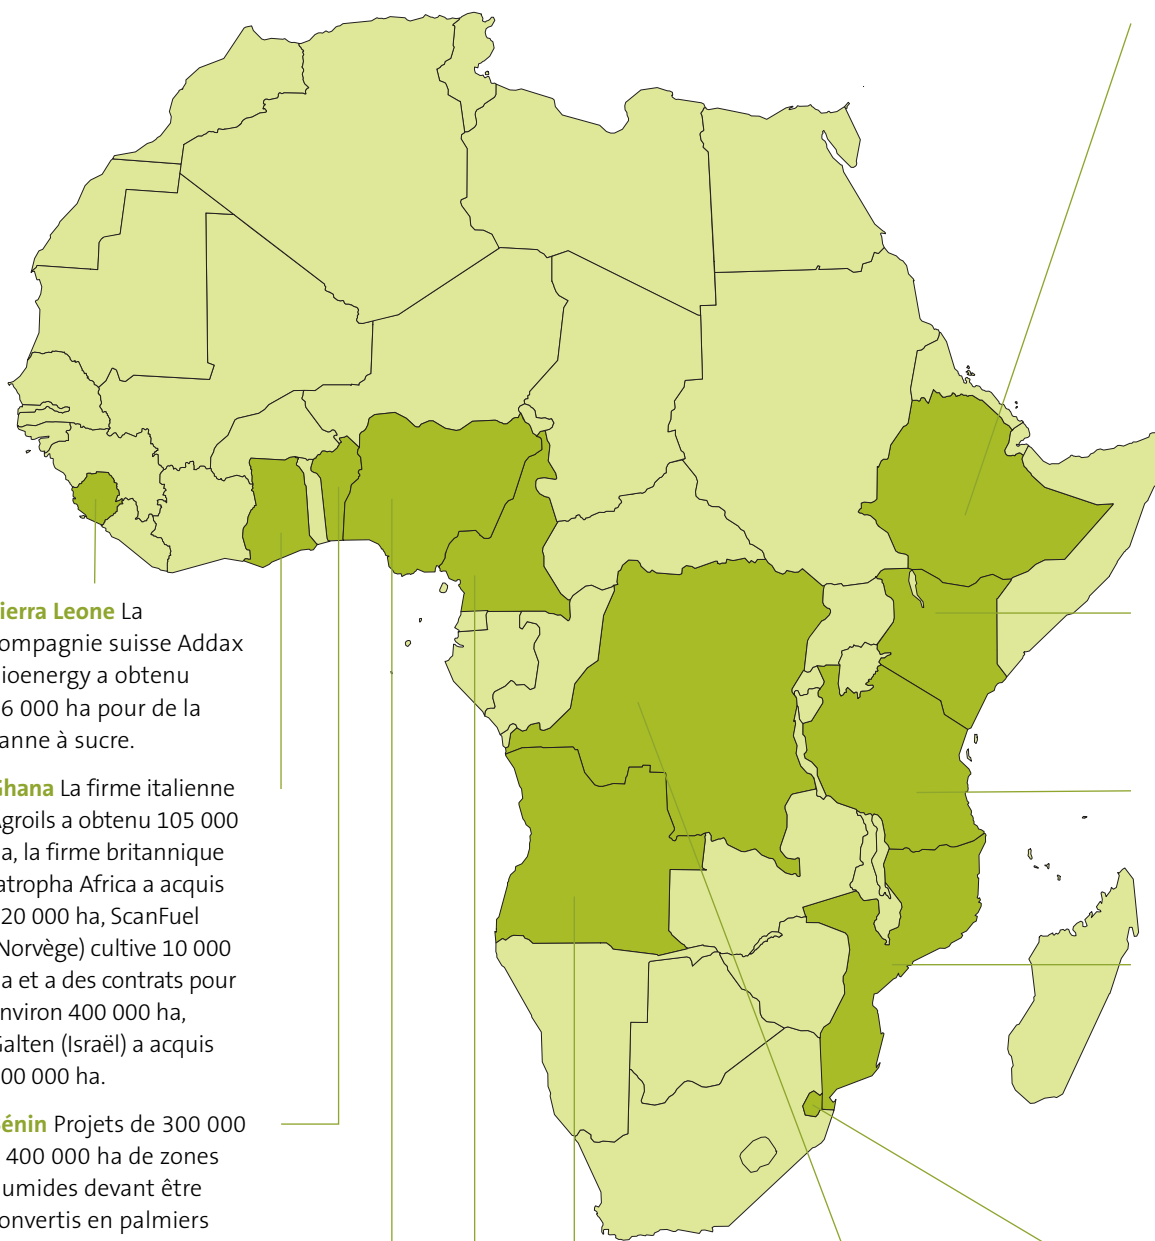 ierra Leone La
ompagnie suisse Addax
ioenergy a obtenu
6 000 ha pour de la
anne à sucre.
Ghana La firme italienne
Agroils a obtenu 105 000
a, la firme britannique
atropha Africa a acquis
20 000 ha, ScanFuel
Norvège) cultive 10 000
a et a des contrats pour
nviron 400 000 ha,
Galten (Israël) a acquis
00 000 ha.
Bénin Projets de 300 000
400 000 ha de zones
umides devant être
onvertis en palmiers